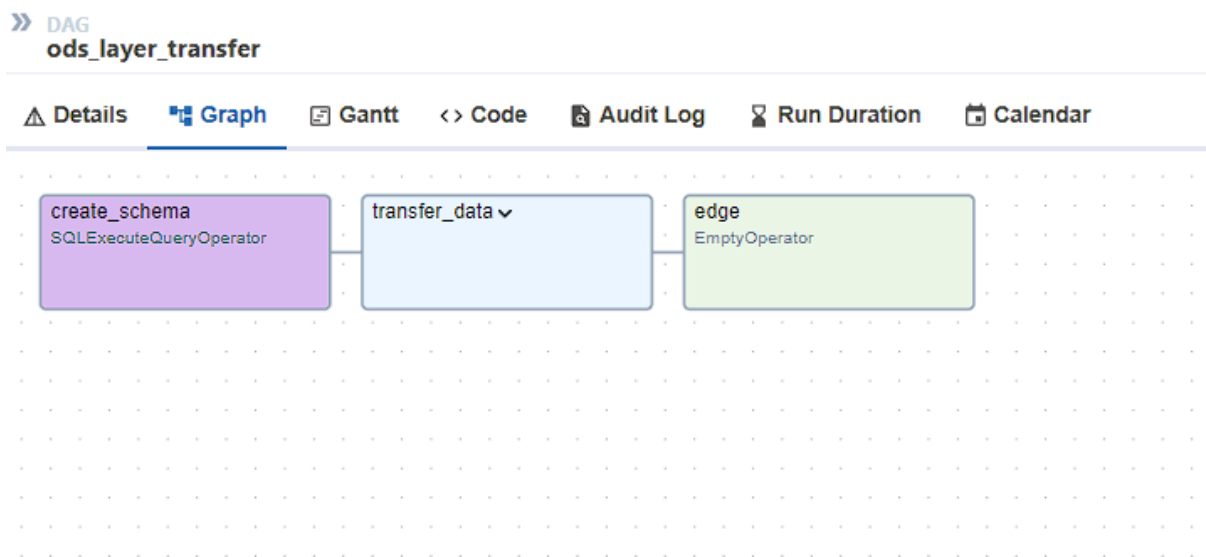 DAG
ods_layer_transfer
Details Graph Gantt Code Audit Log Run Duration Calendar
create_schema transfer_data edge
SQLExecuteQueryOperator EmptyOperator